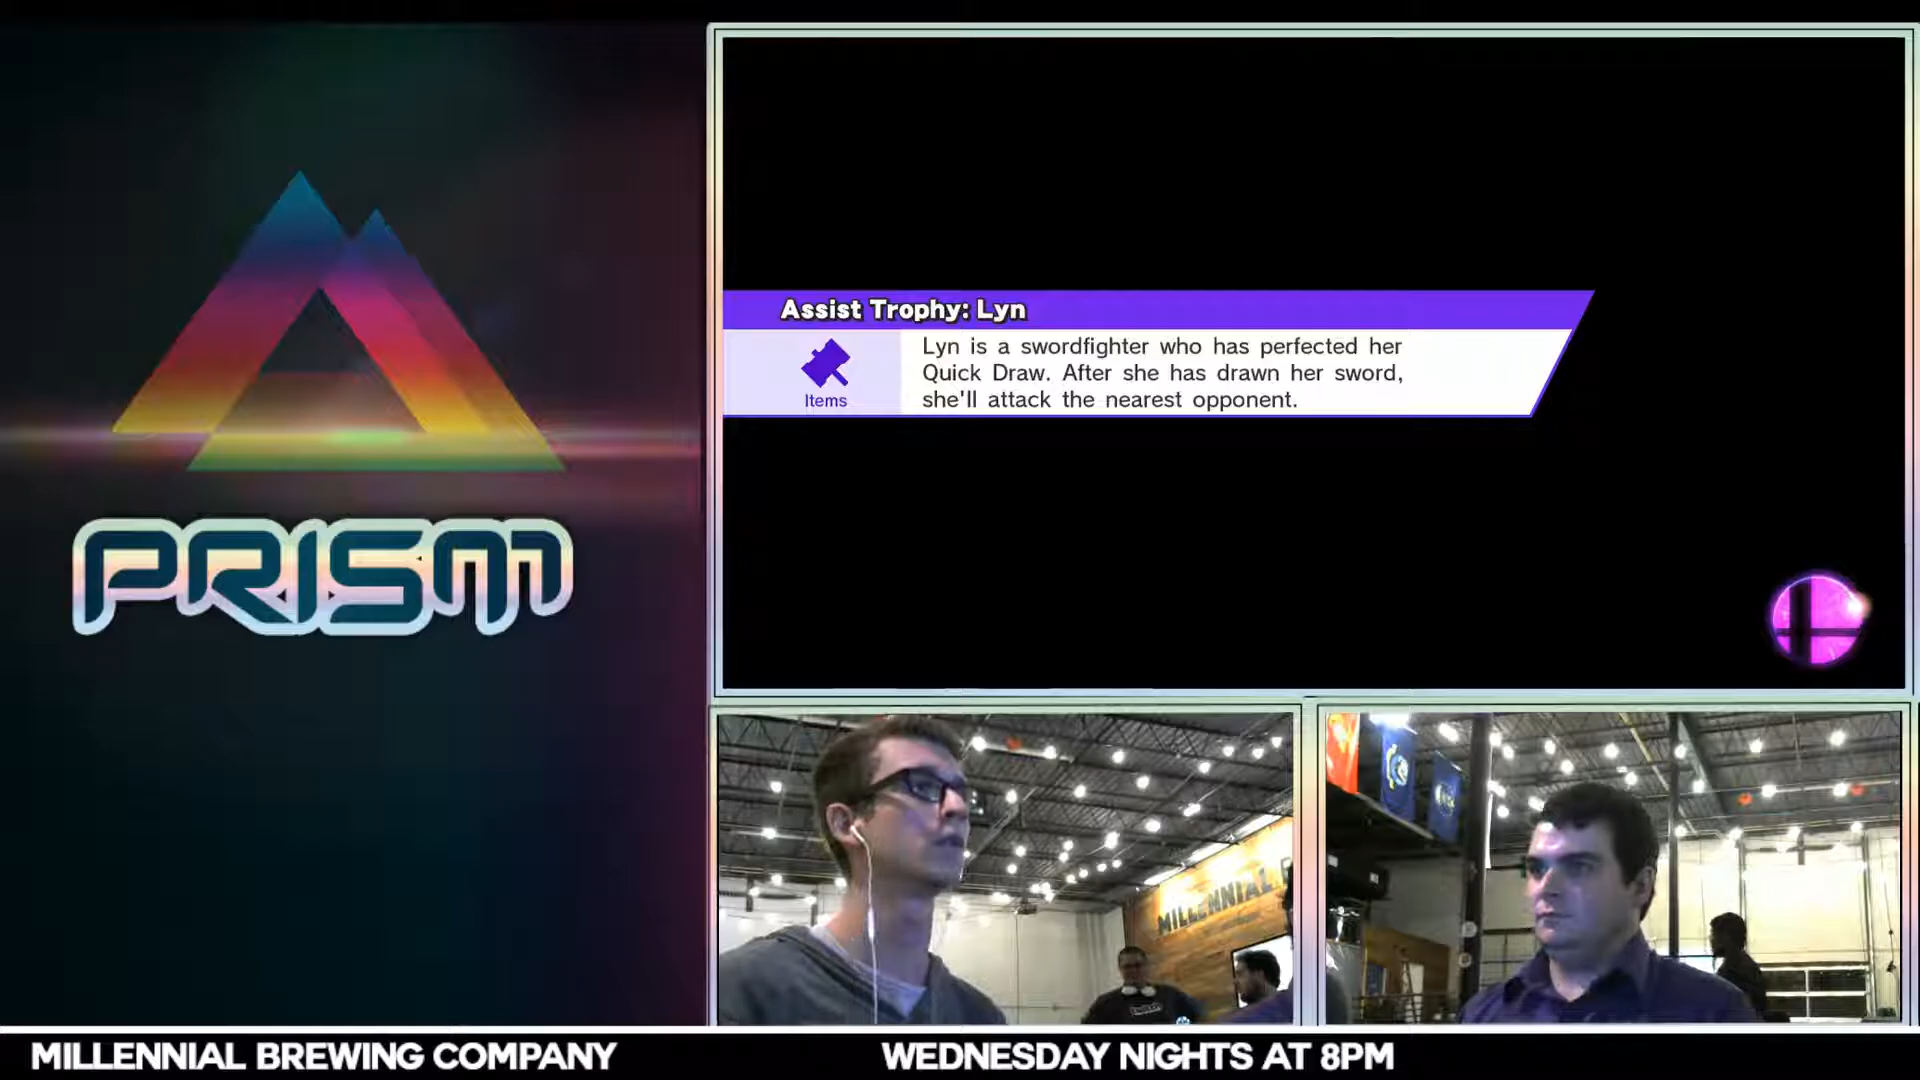 PRISM
Assist Trophy: Lyn
Items
Lyn is a swordfighter who has perfected her
Quick Draw. After she has drawn her sword,
she'll attack the nearest opponent.
MILLENNIAL
MILLENNIAL BREWING COMPANY
WEDNESDAY NIGHTS AT 8PM